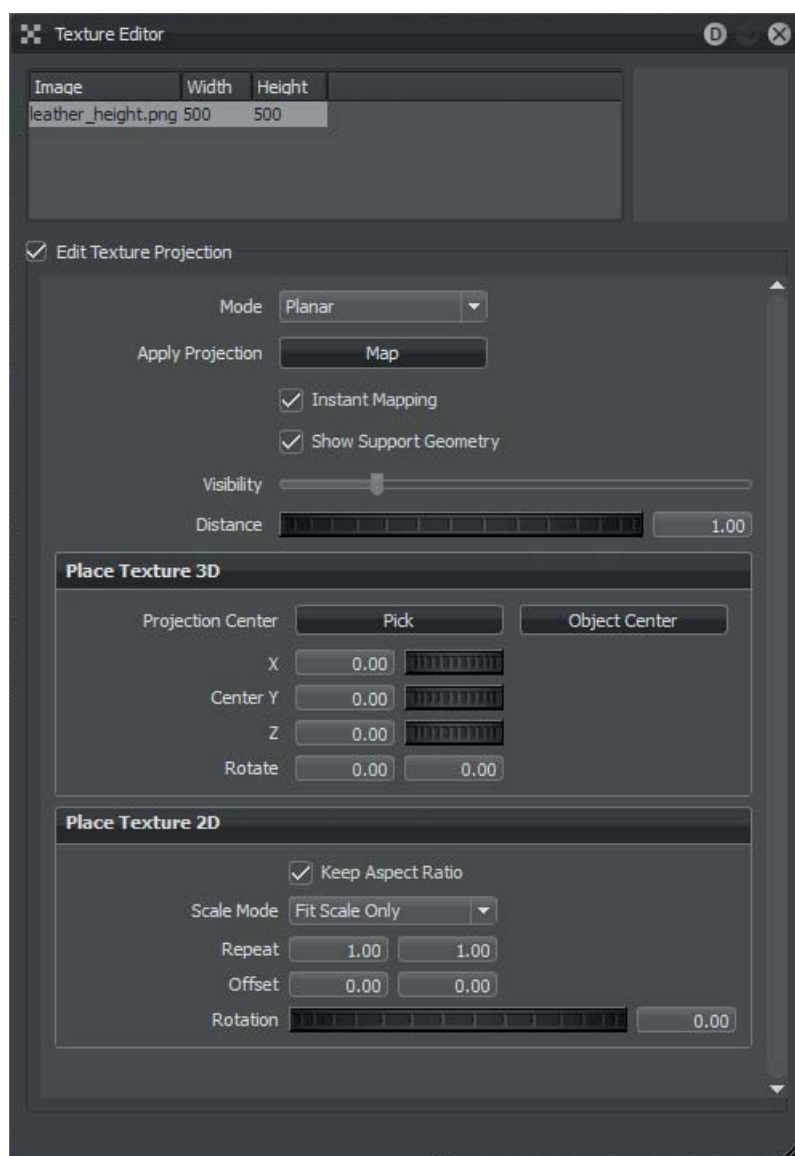 Texture Editor D
Image Width Height
leather_height.png 500 500
Edit Texture Projection
Mode Planar
Apply Projection Map
Instant Mapping
Show Support Geometry
Visibility
Distance 1.00
Place Texture 3D
Projection Center Pick Object Center
X 0.00
Center Y 0.00
Z 0.00
Rotate 0.00 0.00
Place Texture 2D
Keep Aspect Ratio
Scale Mode Fit Scale Only
Repeat 1.00 1.00
Offset 0.00 0.00
Rotation 0.00